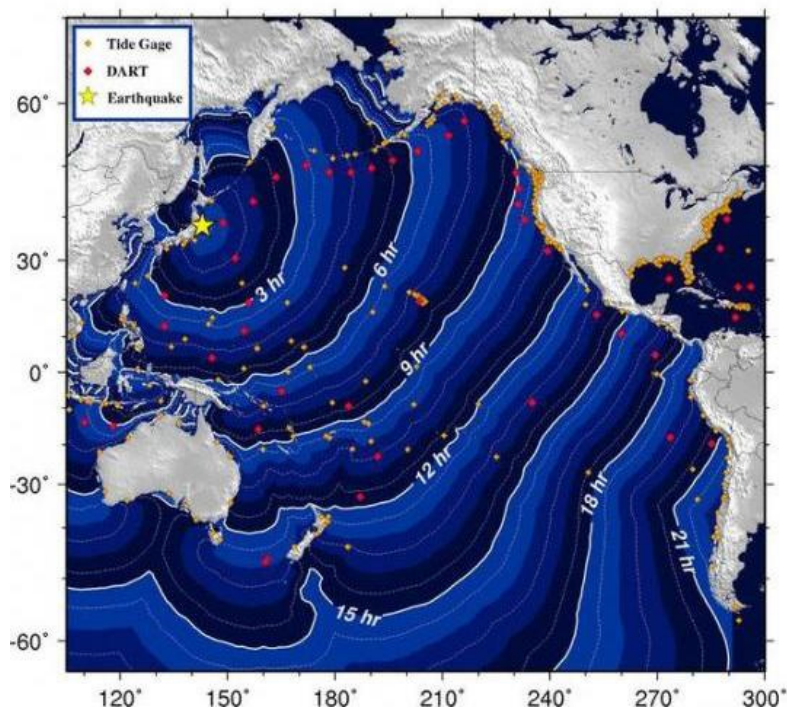 Tide Gage
DART
Earthquake
60°
30°
0°
-30°
-60°
3 hr
6 hr
9 hr
12 hr
15 hr
18 hr
21 hr
120°
150°
180°
210°
240°
270°
300°